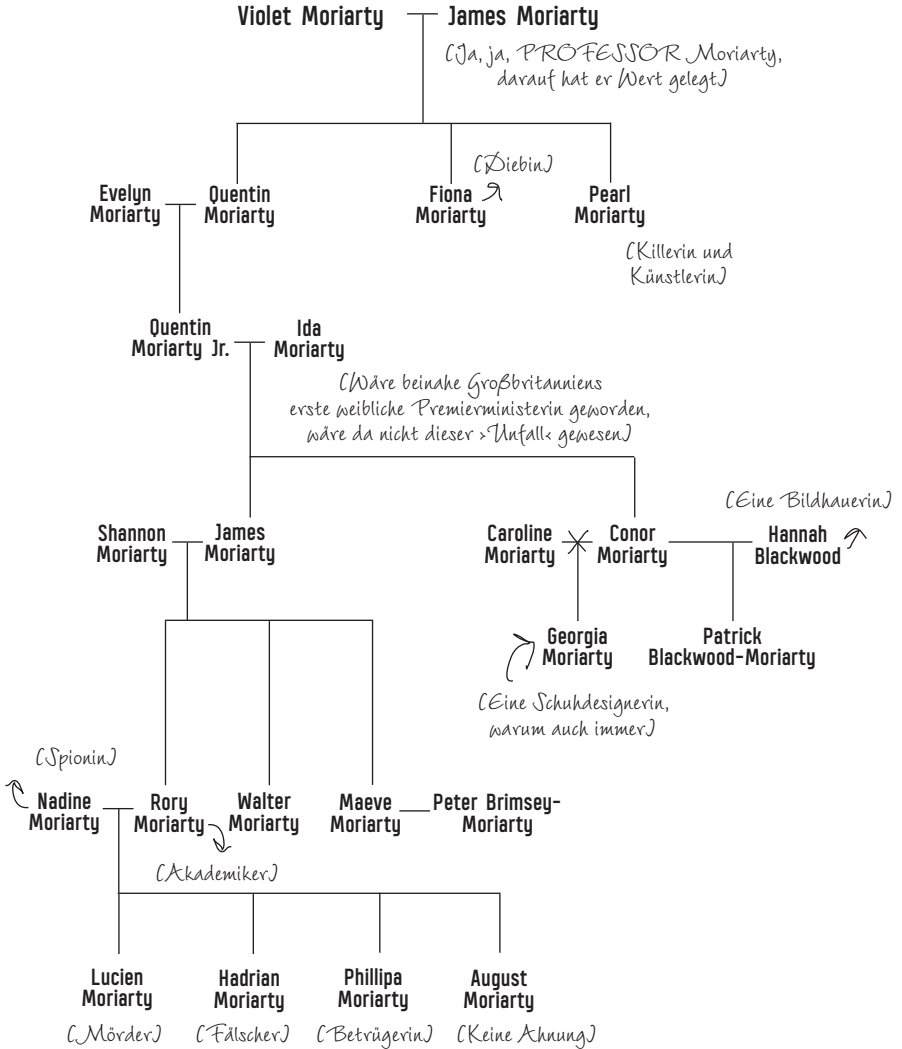 Violet Moriarty
James Moriarty
(Ja, ja, PROFESSOR Moriarty,
darauf hat er Wert gelegt)
(Diebin)
Evelyn
Moriarty
Quentin
Moriarty
Fiona
Moriarty
Pearl
Moriarty
(Killerin und
Künstlerin)
Quentin
Moriarty Jr.
Ida
Moriarty
(Wäre beinahe Großbritanniens
erste weibliche Premierministerin geworden,
wäre da nicht dieser ›Unfall‹ gewesen)
(Eine Bildhauerin)
Shannon
Moriarty
James
Moriarty
Caroline
Moriarty
Conor
Moriarty
Hannah
Blackwood
Georgia
Moriarty
Patrick
Blackwood-Moriarty
(Eine Schuhdesignerin,
warum auch immer)
(Spionin)
Nadine
Moriarty
Rory
Moriarty
Walter
Moriarty
Maeve
Moriarty
Peter Brimsey-
Moriarty
(Akademiker)
Lucien
Moriarty
Hadrian
Moriarty
Phillipa
Moriarty
August
Moriarty
(Mörder)
(Fälscher)
(Betrügerin)
(Keine Ahnung)